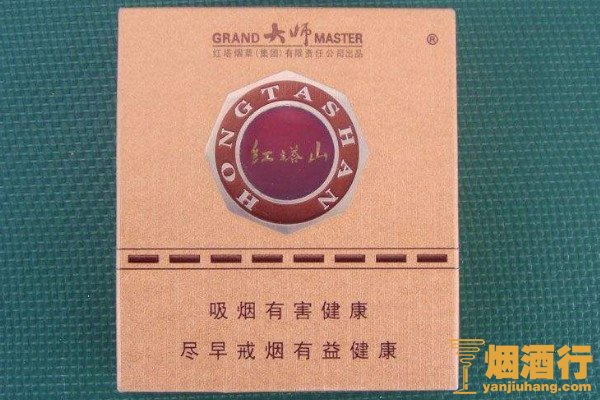 GRAND 大师 MASTER
红塔烟草(集团)有限责任公司出品
®
HONGTASHAN
红塔山
吸烟有害健康
尽早戒烟有益健康
烟酒行
yanjiuhang.com